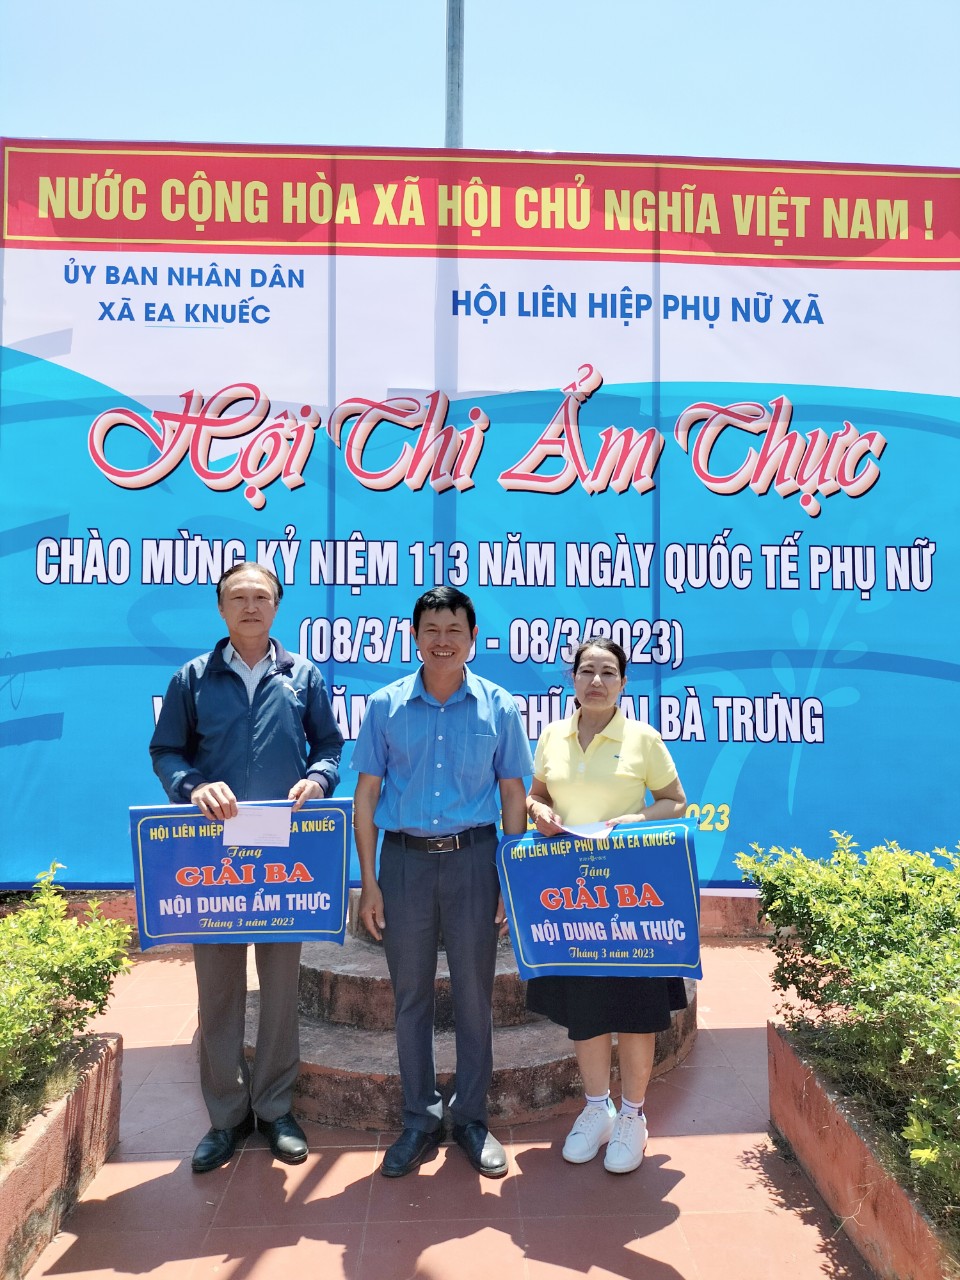 NƯỚC CỘNG HÒA XÃ HỘI CHỦ NGHĨA VIỆT NAM !
ỦY BAN NHÂN DÂN
XÃ EA KNUẾC
HỘI LIÊN HIỆP PHỤ NỮ XÃ
Hội Thi Ẩm Thực
CHÀO MỪNG KỶ NIỆM 113 NĂM NGÀY QUỐC TẾ PHỤ NỮ
(08/3/1 - 08/3/2023)
BÀ TRƯNG
2023
HỘI LIÊN EA KNUẾC
Tặng
GIẢI BA
NỘI DUNG ẨM THỰC
Tháng 3 năm 2023
HỘI LIÊN HIỆP PHỤ NỮ XÃ EA KNUẾC
Tặng
GIẢI BA
NỘI DUNG ẨM THỰC
Tháng 3 năm 2023